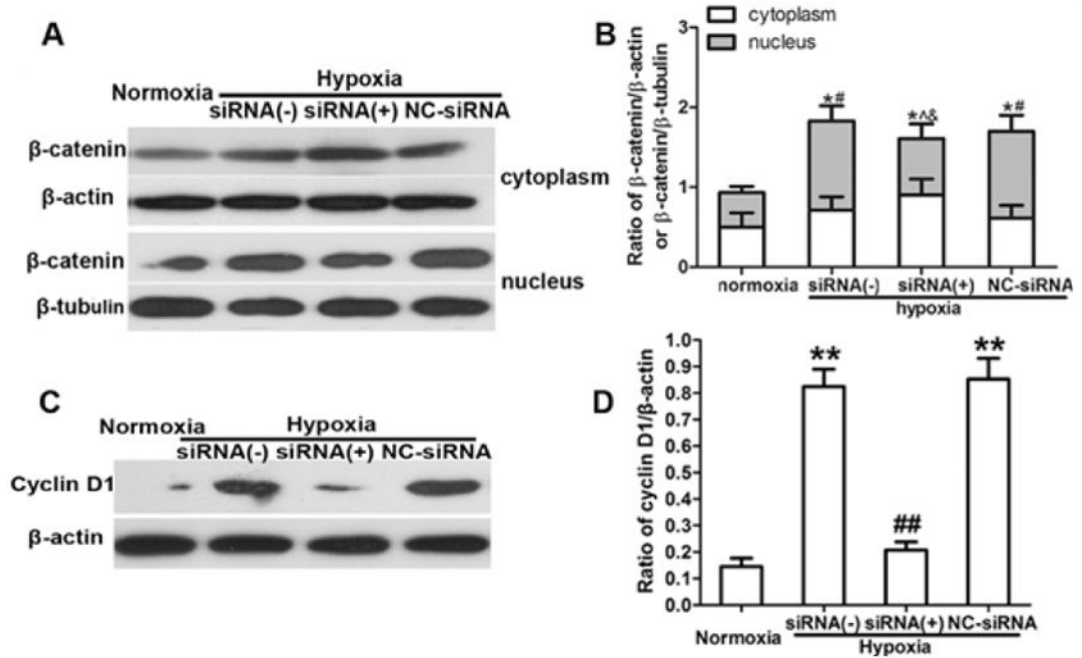 A
Hypoxia
Normoxia
siRNA(-) siRNA(+) NC-siRNA
β-catenin
cytoplasm
β-actin
β-catenin
nucleus
β-tubulin
B
cytoplasm
nucleus
Ratio of β-catenin/β-actin
or β-catenin/β-tubulin
3
2
1
0
*#
*^&
*#
normoxia siRNA(-) siRNA(+) NC-siRNA
hypoxia
C
Normoxia Hypoxia
siRNA(-) siRNA(+) NC-siRNA
Cyclin D1
β-actin
D
Ratio of cyclin D1/β-actin
1.0
0.9
0.8
0.7
0.6
0.5
0.4
0.3
0.2
0.1
0.0
**
##
**
Normoxia siRNA(-) siRNA(+) NC-siRNA
Hypoxia